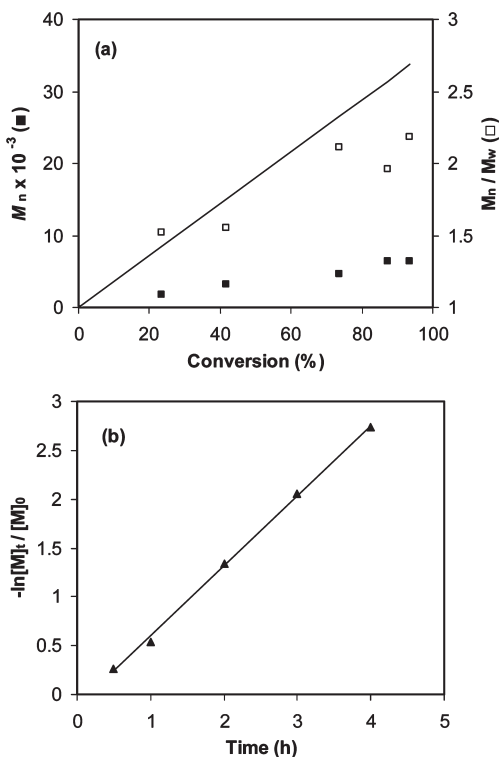 (a)
40
30
20
10
0
3
2.5
2
1.5
1
0 20 40 60 80 100
Mn x 10 -3 (■)
Mn / Mw (□)
Conversion (%)
(b)
3
2.5
2
1.5
1
0.5
0
0 1 2 3 4 5
-ln[M]t / [M]0
Time (h)